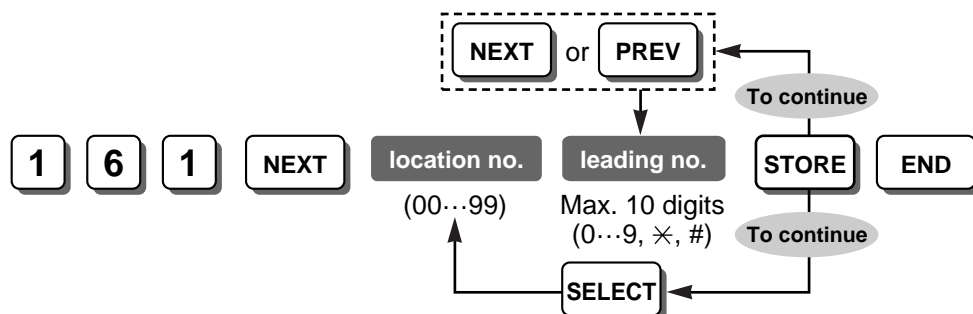 NEXT or PREV
To continue
1 6 1 NEXT location no. leading no. STORE END
(00⋯99) Max. 10 digits
(0⋯9, ✳, #)
To continue
SELECT